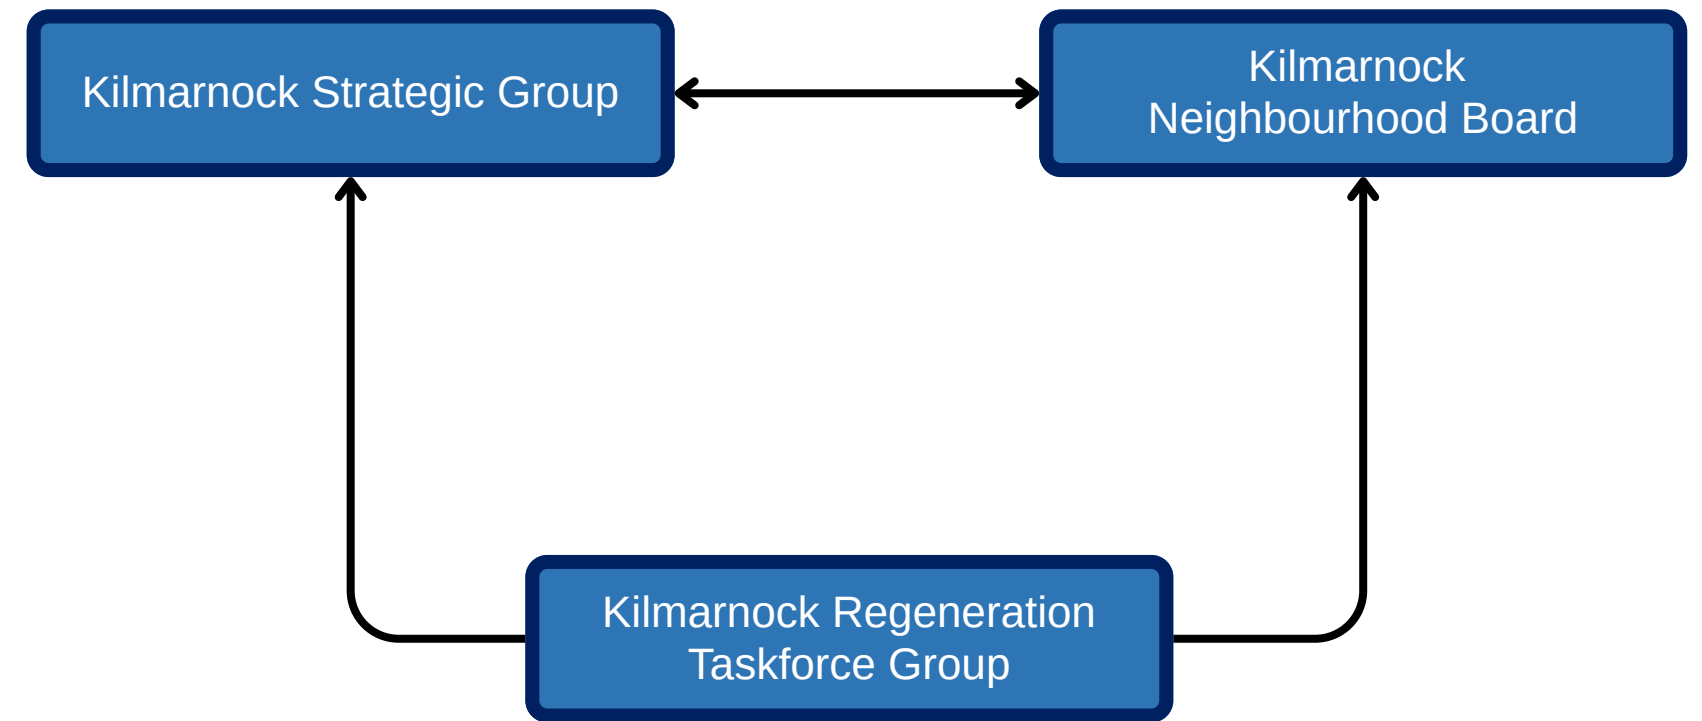 Kilmarnock Strategic Group
Kilmarnock
Neighbourhood Board
Kilmarnock Regeneration
Taskforce Group